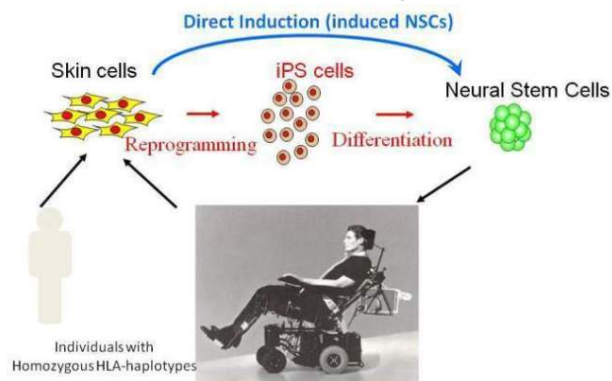 Direct Induction (induced NSCs)
Skin cells
iPS cells
Neural Stem Cells
Reprogramming
Differentiation
Individuals with
Homozygous HLA-haplotypes